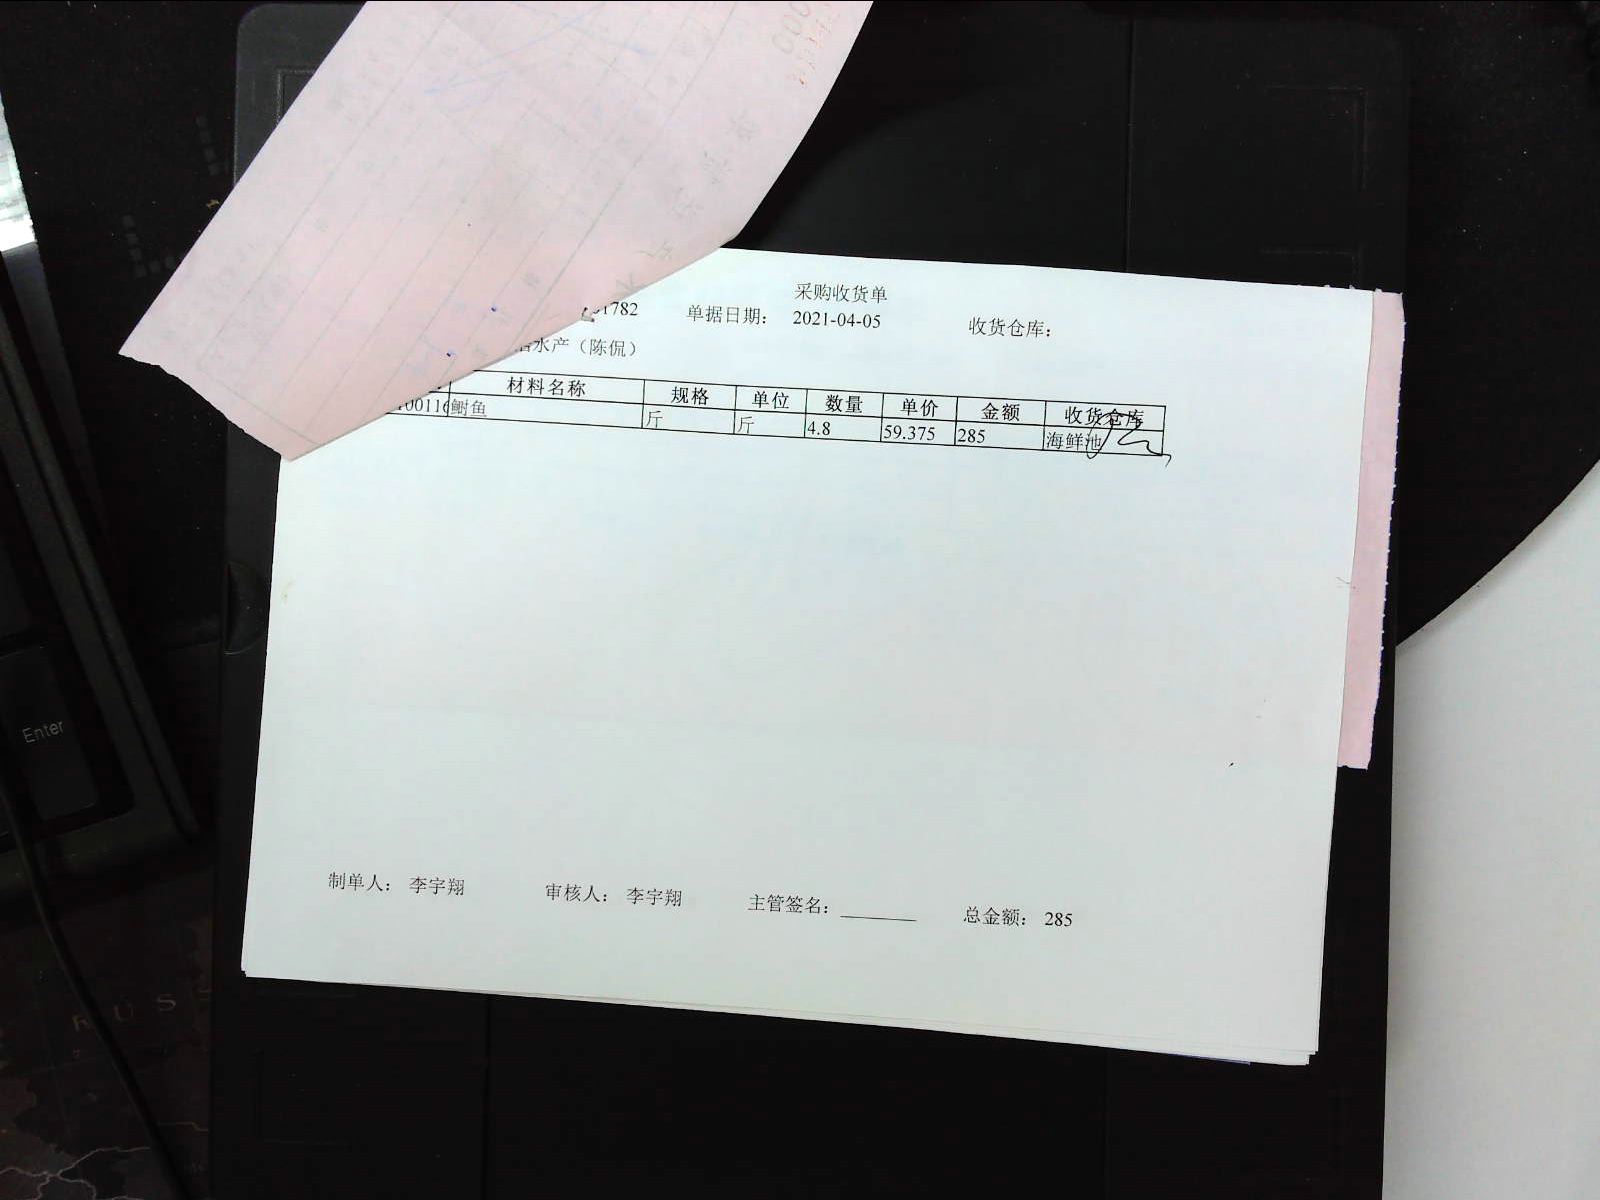 采购收货单
1782 单据日期： 2021-04-05 收货仓库：
水产（陈侃）
材料名称 规格 单位 数量 单价 金额 收货仓库
00116 鲥鱼 斤 斤 4.8 59.375 285 海鲜池
制单人： 李宇翔 审核人： 李宇翔 主管签名： 总金额： 285
Enter